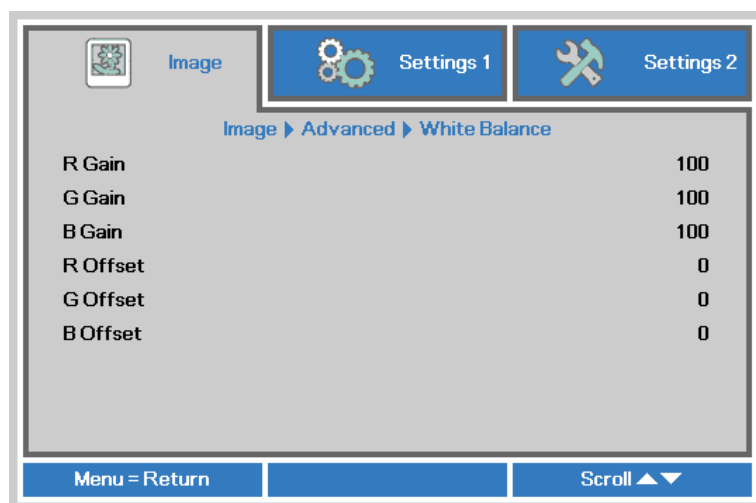 Image Settings 1 Settings 2
Image ▶ Advanced ▶ White Balance
R Gain 100
G Gain 100
B Gain 100
R Offset 0
G Offset 0
B Offset 0
Menu = Return Scroll ▲▼